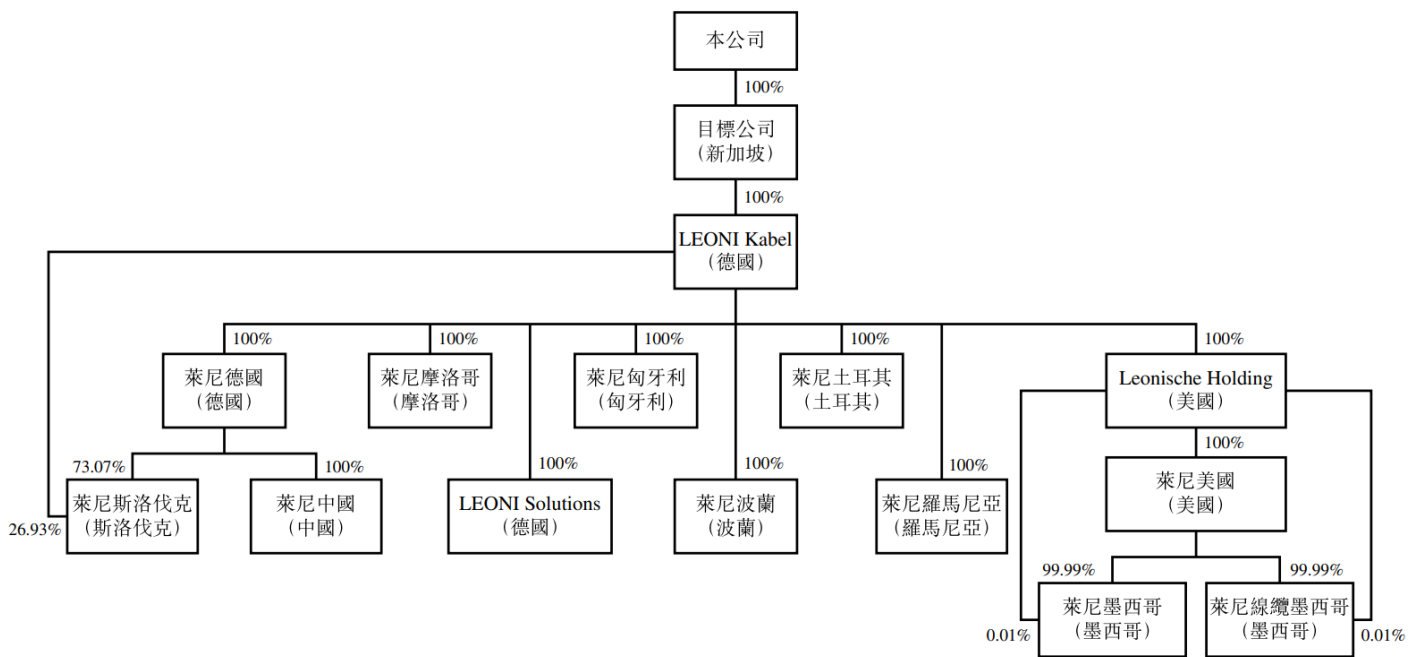 本公司
100%
目標公司
（新加坡）
100%
LEONI Kabel
（德國）
100%
100%
100%
100%
100%
萊尼德國
（德國）
萊尼摩洛哥
（摩洛哥）
萊尼匈牙利
（匈牙利）
萊尼土耳其
（土耳其）
Leonische Holding
（美國）
73.07%
100%
100%
100%
100%
100%
26.93%
萊尼斯洛伐克
（斯洛伐克）
萊尼中國
（中國）
LEONI Solutions
（德國）
萊尼波蘭
（波蘭）
萊尼羅馬尼亞
（羅馬尼亞）
萊尼美國
（美國）
99.99%
99.99%
0.01%
萊尼墨西哥
（墨西哥）
萊尼線纜墨西哥
（墨西哥）
0.01%